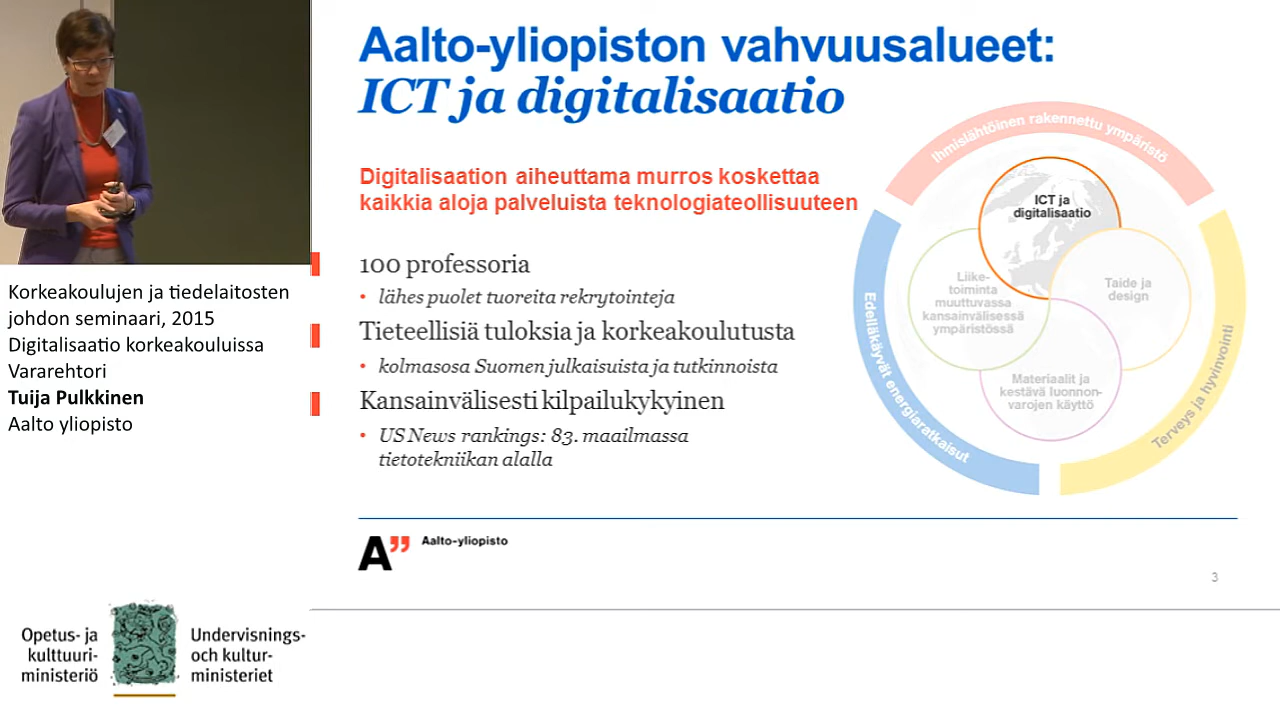 Aalto-yliopiston vahvuusalueet:
ICT ja digitalisaatio
Digitalisaation aiheuttama murros koskettaa
kaikkia aloja palveluista teknologiateollisuuteen
100 professoria
• lähes puolet tuoreita rekrytointeja
Tieteellisiä tuloksia ja korkeakoulutusta
• kolmasosa Suomen julkaisuista ja tutkinnoista
Kansainvälisesti kilpailukykyinen
• US News rankings: 83. maailmassa
tietotekniikan alalla
Ihmislähtöinen rakennettu ympäristö
ICT ja
digitalisaatio
Liike-
toiminta
muuttuvassa
kansainvälisessä
ympäristössä
Taide ja
design
Materiaalit ja
kestävä luonnon-
varojen käyttö
Edelläkäyvät energiaratkaisut
Terveys ja hyvinvointi
A”
Aalto-yliopisto
3
Korkeakoulujen ja tiedelaitosten
johdon seminaari, 2015
Digitalisaatio korkeakouluissa
Vararehtori
Tuija Pulkkinen
Aalto yliopisto
Opetus- ja
kulttuuri-
ministeriö
Undervisnings-
och kultur-
ministeriet